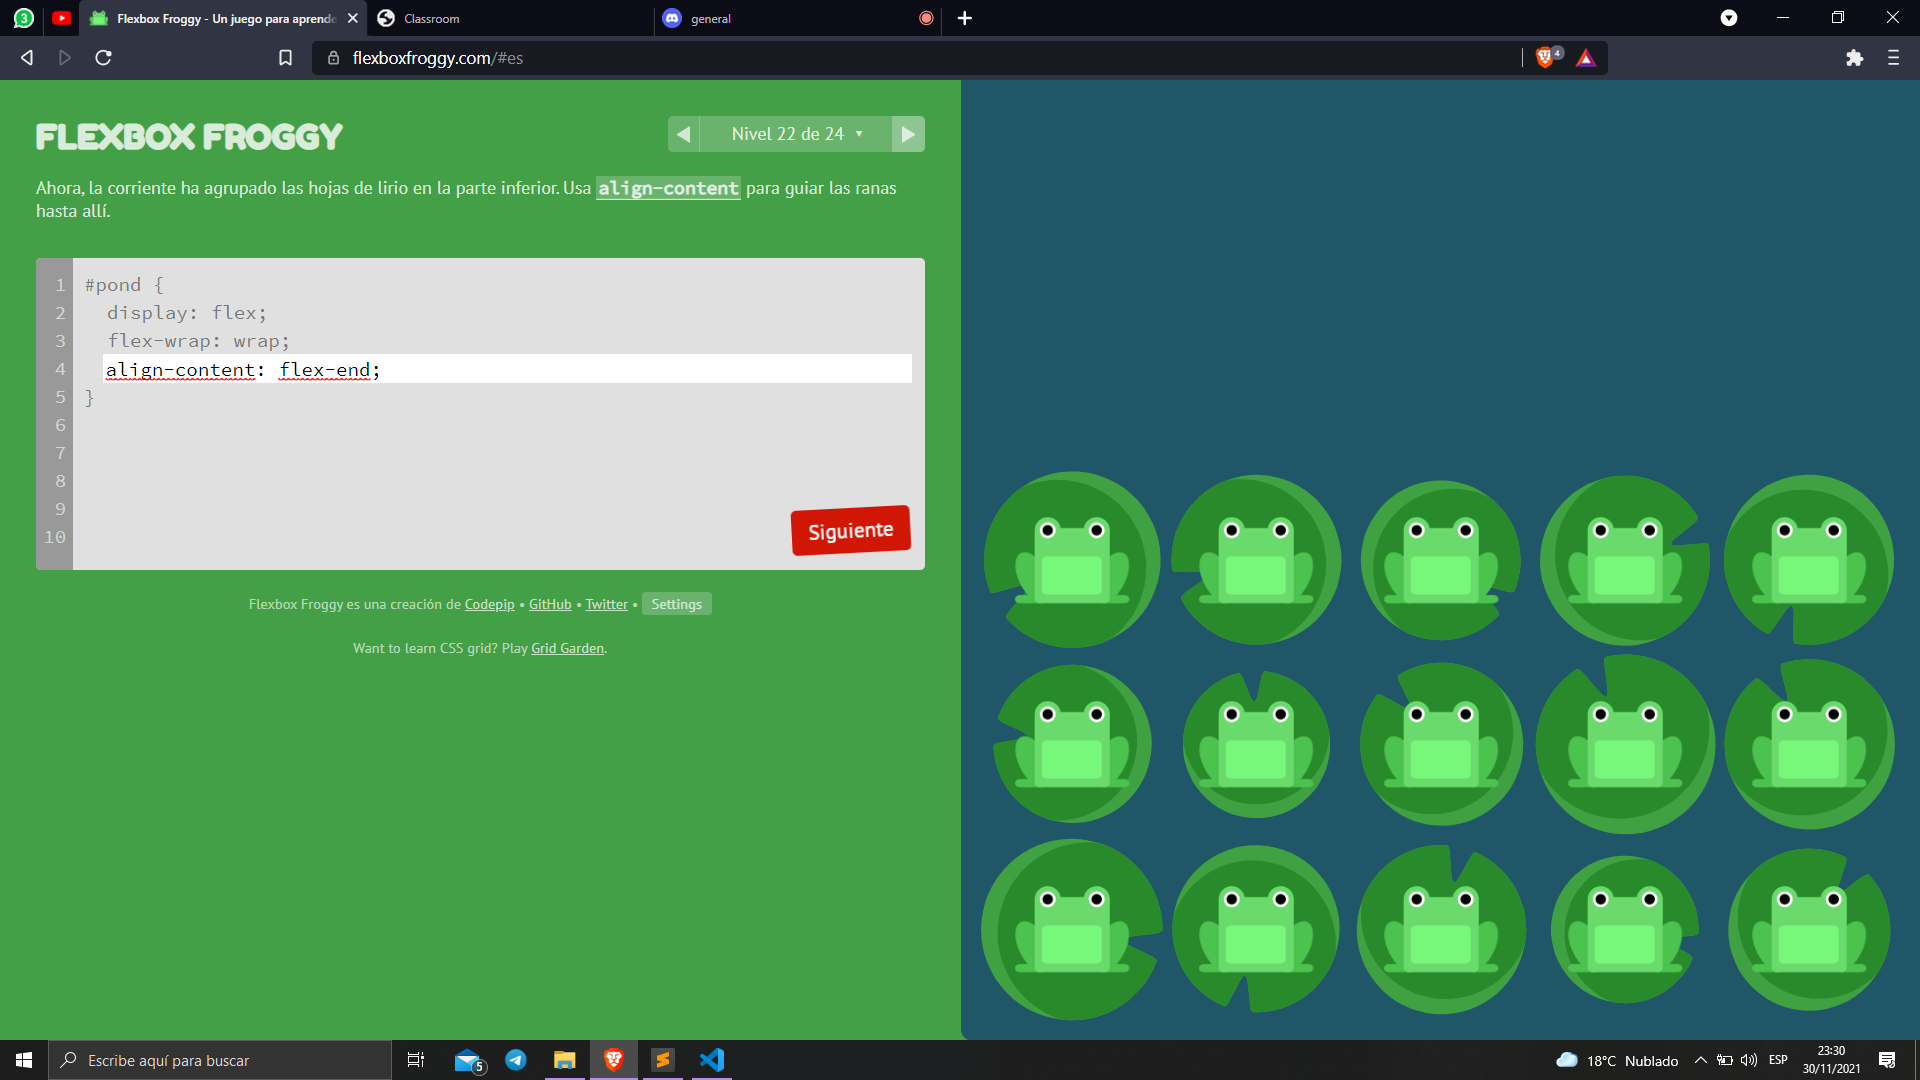 3
Flexbox Froggy - Un juego para aprende
Classroom
general
flexboxfroggy.com/#es
4
FLEXBOX FROGGY
Nivel 22 de 24 ▼
Ahora, la corriente ha agrupado las hojas de lirio en la parte inferior. Usa align-content para guiar las ranas
hasta allí.
1 #pond {
2 display: flex;
3 flex-wrap: wrap;
4 align-content: flex-end;
5 }
6
7
8
9
10
Siguiente
Flexbox Froggy es una creación de Codepip • GitHub • Twitter • Settings
Want to learn CSS grid? Play Grid Garden.
Escribe aquí para buscar
5
18°C Nublado
ESP
23:30
30/11/2021